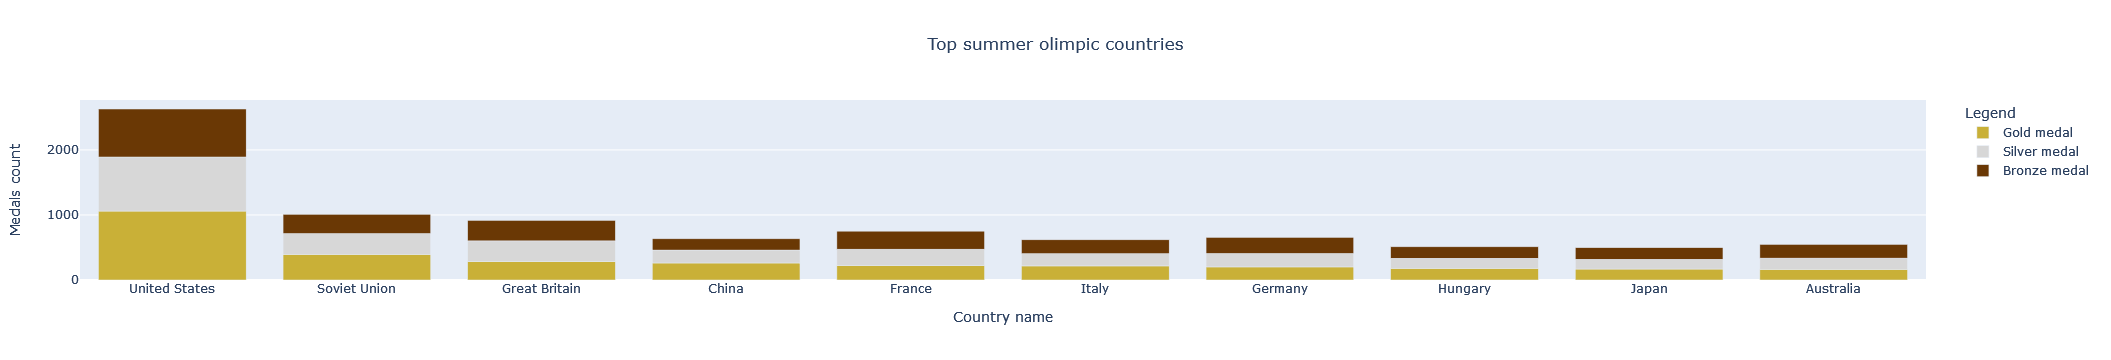 Top summer olimpic countries
Medals count
2000
1000
0
United States
Soviet Union
Great Britain
China
France
Italy
Germany
Hungary
Japan
Australia
Country name
Legend
Gold medal
Silver medal
Bronze medal